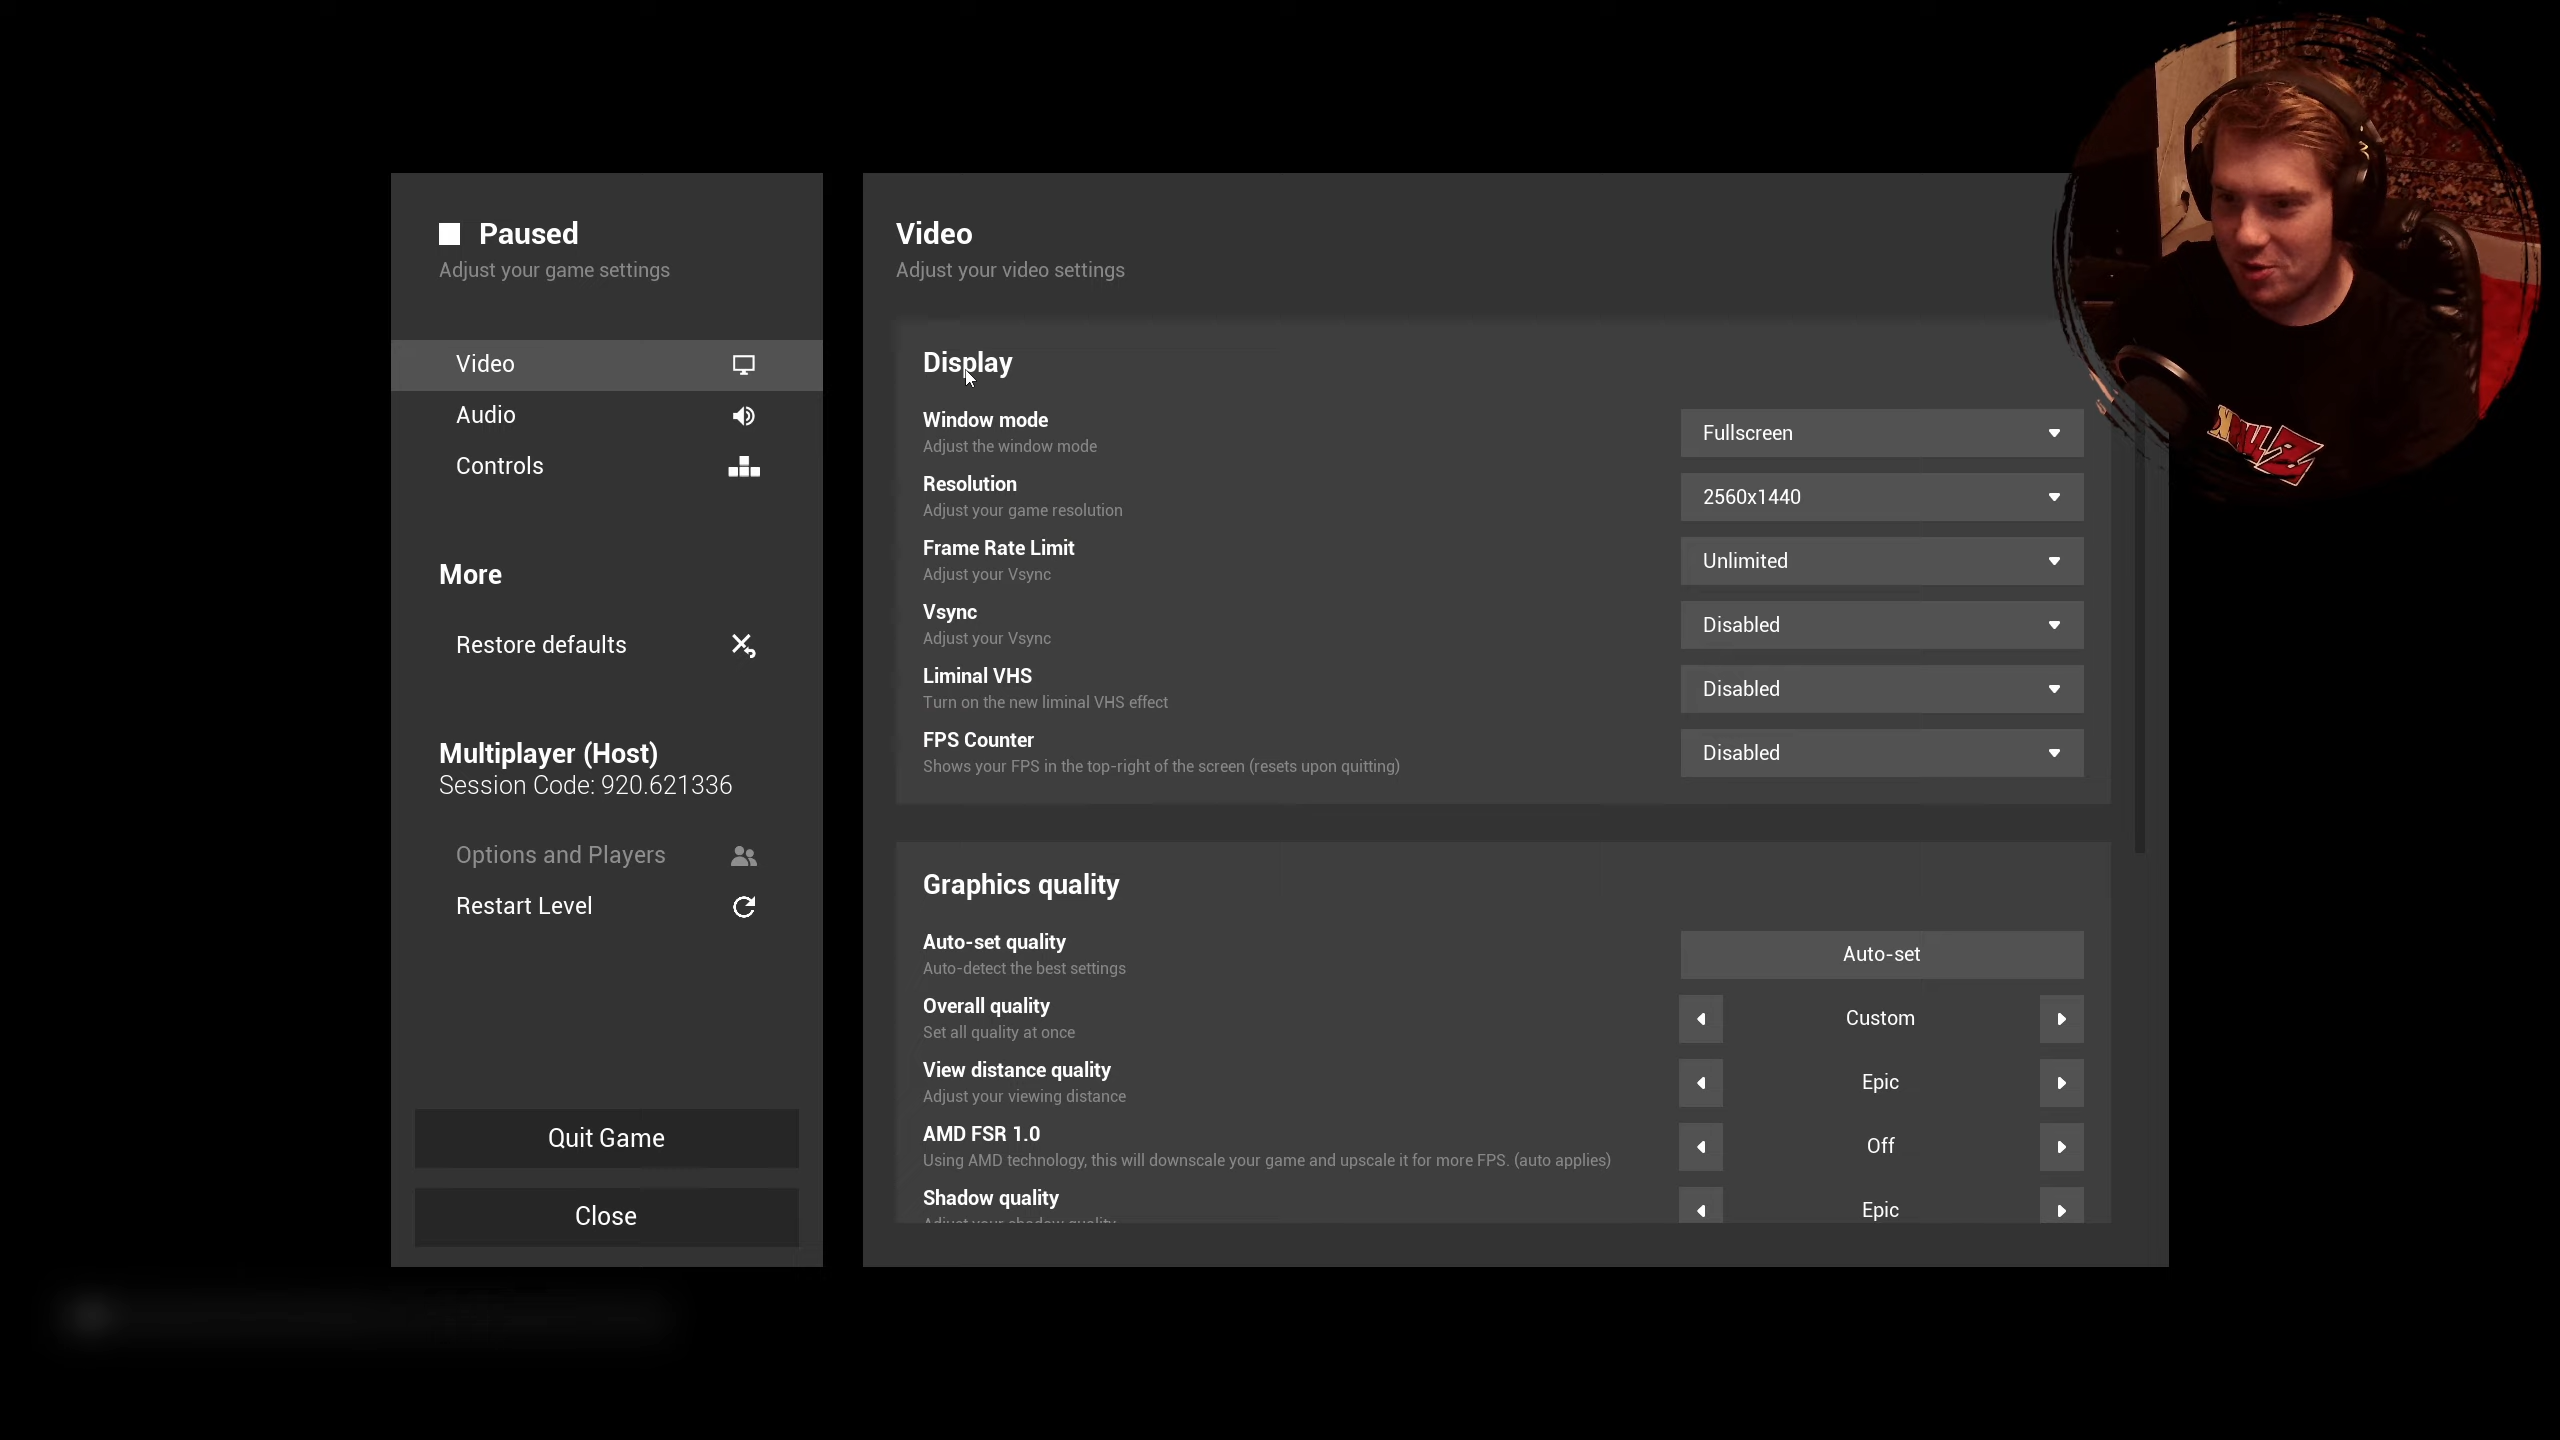 Paused
Adjust your game settings
Video
Audio
Controls
More
Restore defaults
Multiplayer (Host)
Session Code: 920.621336
Options and Players
Restart Level
Quit Game
Close
Video
Adjust your video settings
Display
Window mode
Adjust the window mode
Fullscreen
Resolution
Adjust your game resolution
2560x1440
Frame Rate Limit
Adjust your Vsync
Unlimited
Vsync
Adjust your Vsync
Disabled
Liminal VHS
Turn on the new liminal VHS effect
Disabled
FPS Counter
Shows your FPS in the top-right of the screen (resets upon quitting)
Disabled
Graphics quality
Auto-set quality
Auto-detect the best settings
Auto-set
Overall quality
Set all quality at once
Custom
View distance quality
Adjust your viewing distance
Epic
AMD FSR 1.0
Using AMD technology, this will downscale your game and upscale it for more FPS. (auto applies)
Off
Shadow quality
Adjust your shadow quality
Epic